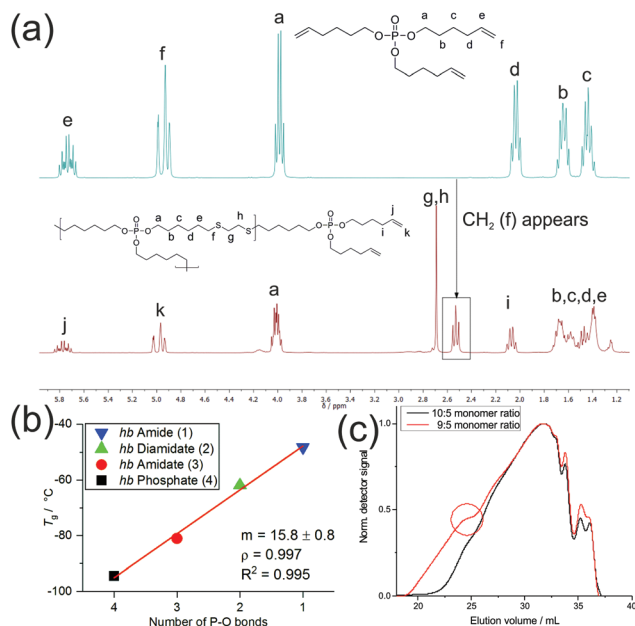 (a)
O
O P O
O
a c e
b d f
e
f
a
d
b
c
g,h
CH₂ (f) appears
O
O P O
O
a c e h
b d f g
S
S
O
O P O
O
j
i k
j
k
a
i
b,c,d,e
5.8 5.6 5.4 5.2 5.0 4.8 4.6 4.4 4.2 4.0 3.8 3.6 3.4 3.2 3.0 2.8 2.6 2.4 2.2 2.0 1.8 1.6 1.4 1.2
δ / ppm
(b)
-40
-60
-80
-100
Tg / °C
hb Amide (1)
hb Diamidate (2)
hb Amidate (3)
hb Phosphate (4)
m = 15.8 ± 0.8
ρ = 0.997
R² = 0.995
4 3 2 1
Number of P-O bonds
(c)
10:5 monomer ratio
9:5 monomer ratio
1.0
0.5
0.0
Norm. detector signal
20 25 30 35 40
Elution volume / mL